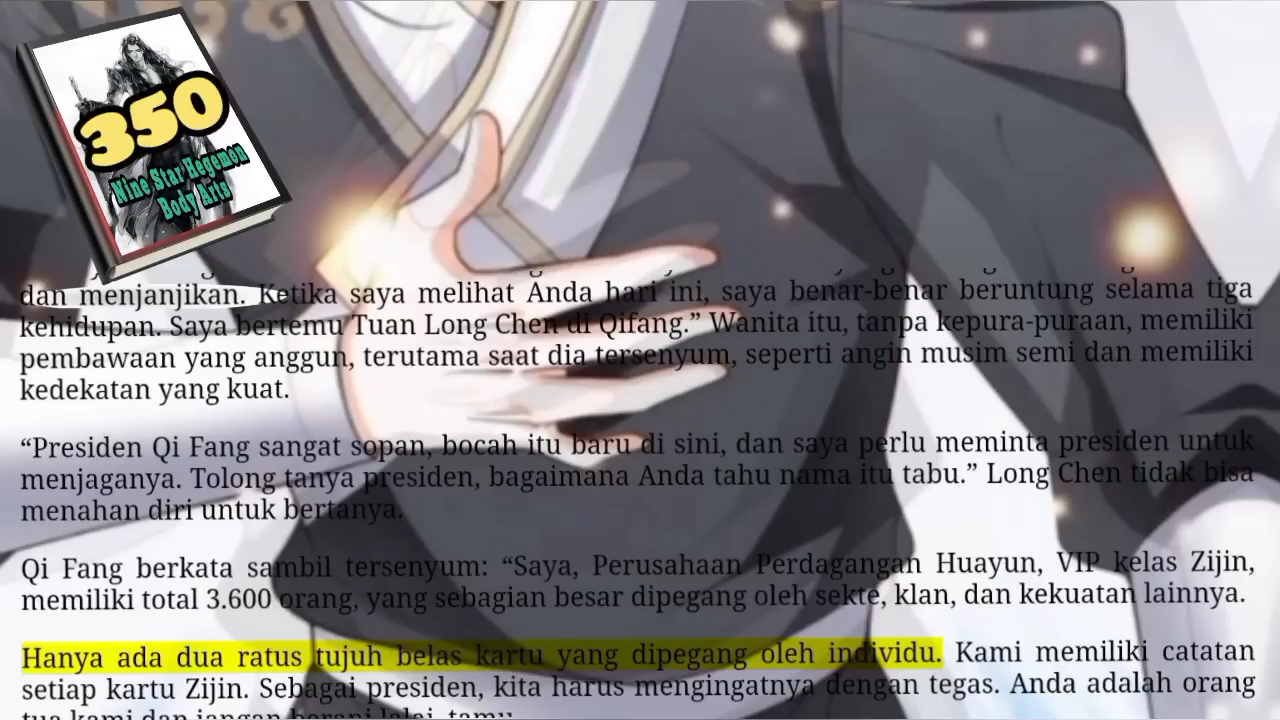 350
Nine Star Hegemon
Body Arts
dan menjanjikan. Ketika saya melihat Anda hari ini, saya benar-benar beruntung selama tiga
kehidupan. Saya bertemu Tuan Long Chen di Qifang.” Wanita itu, tanpa kepura-puraan, memiliki
pembawaan yang anggun, terutama saat dia tersenyum, seperti angin musim semi dan memiliki
kedekatan yang kuat.
“Presiden Qi Fang sangat sopan, bocah itu baru di sini, dan saya perlu meminta presiden untuk
menjaganya. Tolong tanya presiden, bagaimana Anda tahu nama itu tabu.” Long Chen tidak bisa
menahan diri untuk bertanya.
Qi Fang berkata sambil tersenyum: “Saya, Perusahaan Perdagangan Huayun, VIP kelas Zijin,
memiliki total 3.600 orang, yang sebagian besar dipegang oleh sekte, klan, dan kekuatan lainnya.
Hanya ada dua ratus tujuh belas kartu yang dipegang oleh individu. Kami memiliki catatan
setiap kartu Zijin. Sebagai presiden, kita harus mengingatnya dengan tegas. Anda adalah orang
tua kami dan jangan berani lalai, tamu